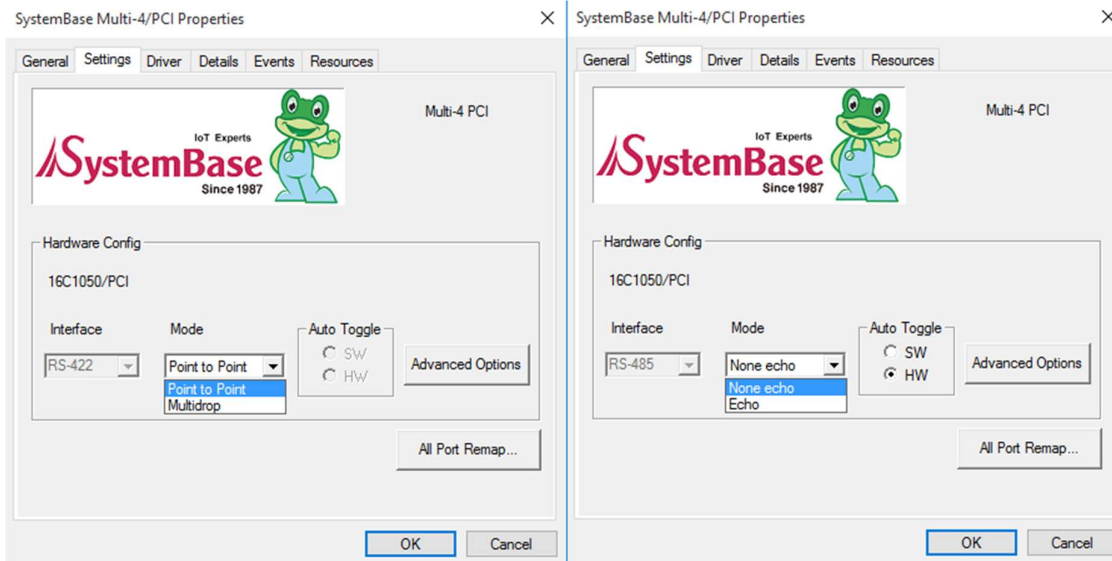 SystemBase Multi-4/PCI Properties
General Settings Driver Details Events Resources
IoT Experts
SystemBase
Since 1987
Multi-4 PCI
Hardware Config
16C1050/PCI
Interface Mode Auto Toggle
SW
RS-422 Point to Point HW Advanced Options
Point to Point
Multidrop
All Port Remap...
OK Cancel
SystemBase Multi-4/PCI Properties
General Settings Driver Details Events Resources
IoT Experts
SystemBase
Since 1987
Multi-4 PCI
Hardware Config
16C1050/PCI
Interface Mode Auto Toggle
SW
RS-485 None echo HW Advanced Options
None echo
Echo
All Port Remap...
OK Cancel